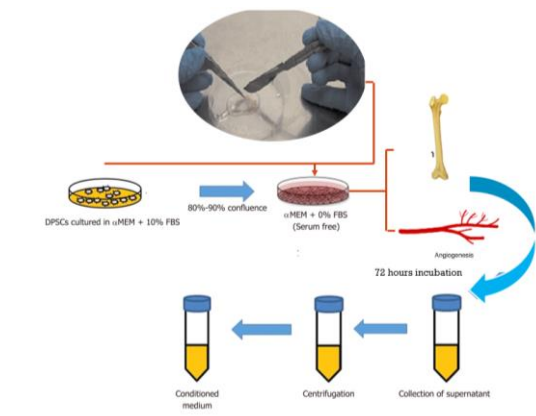 1
80%-90% confluence
DPSCs cultured in αMEM + 10% FBS
αMEM + 0% FBS
(Serum free)
Angiogenesis
72 hours incubation
Conditioned
medium
Centrifugation
Collection of supernatant